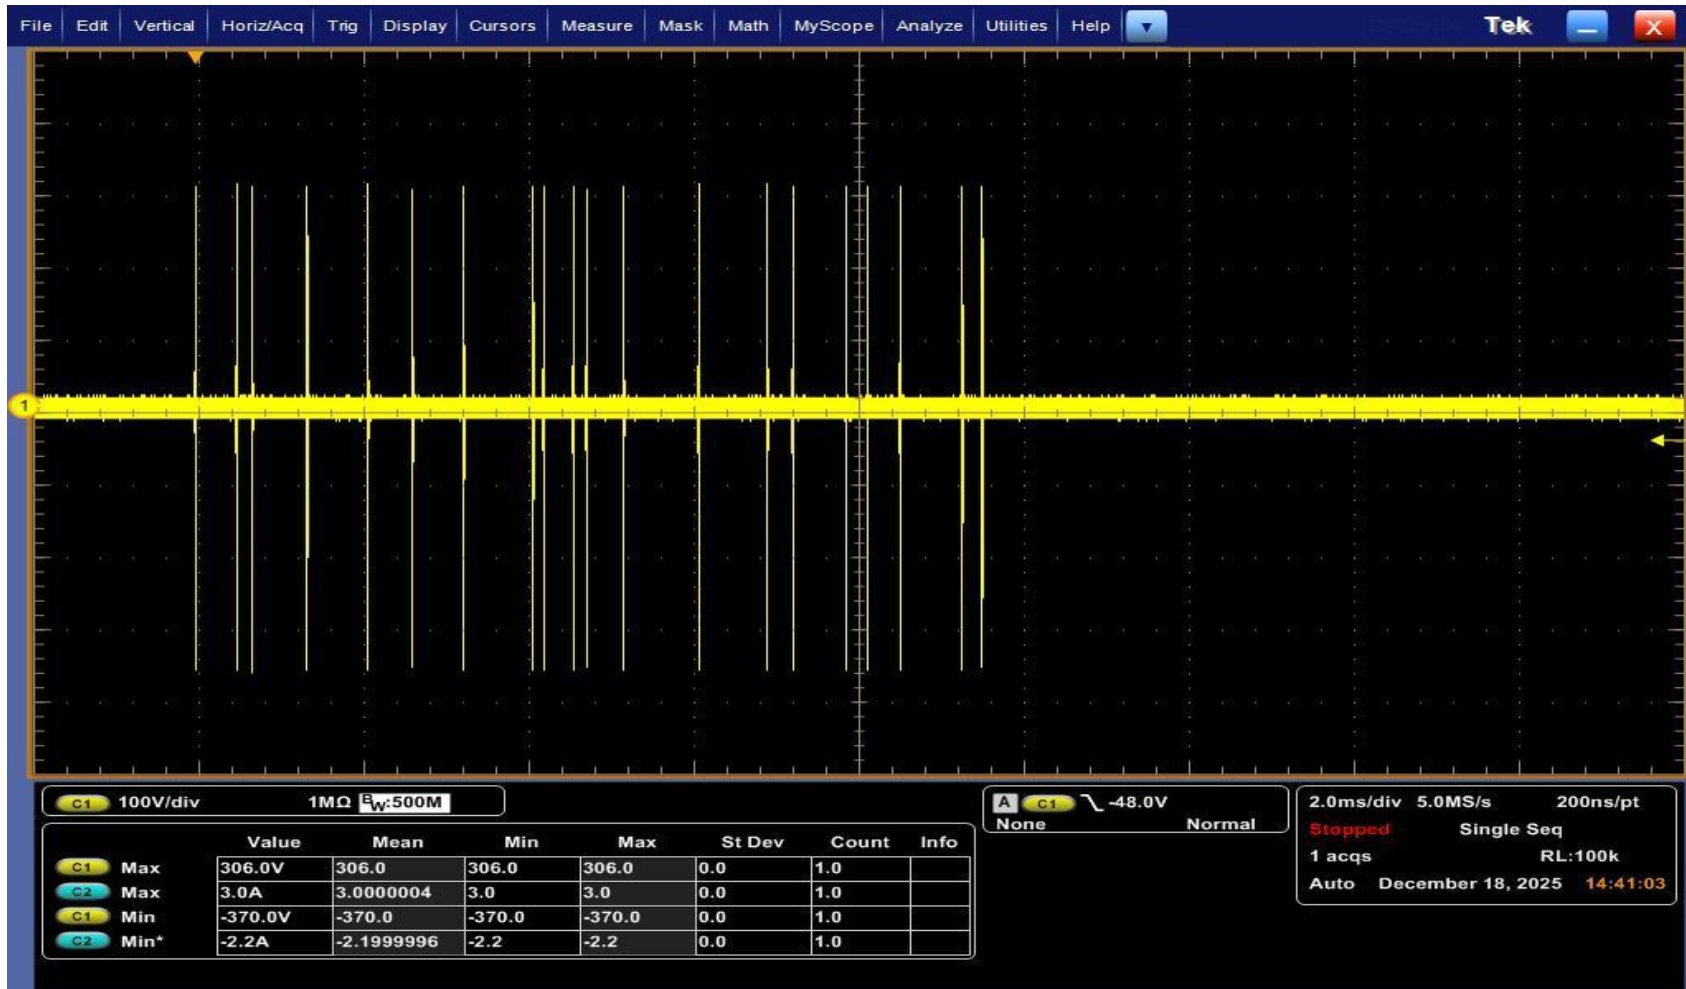 File Edit Vertical Horiz/Acq Trig Display Cursors Measure Mask Math MyScope Analyze Utilities Help Tek X
1
C1 100V/div 1MΩ BW:500M
A C1 -48.0V
None Normal
2.0ms/div 5.0MS/s 200ns/pt
Stopped Single Seq
1 acqs RL:100k
Auto December 18, 2025 14:41:03
Value Mean Min Max St Dev Count Info
C1 Max 306.0V 306.0 306.0 306.0 0.0 1.0
C2 Max 3.0A 3.0000004 3.0 3.0 0.0 1.0
C1 Min -370.0V -370.0 -370.0 -370.0 0.0 1.0
C2 Min* -2.2A -2.1999996 -2.2 -2.2 0.0 1.0